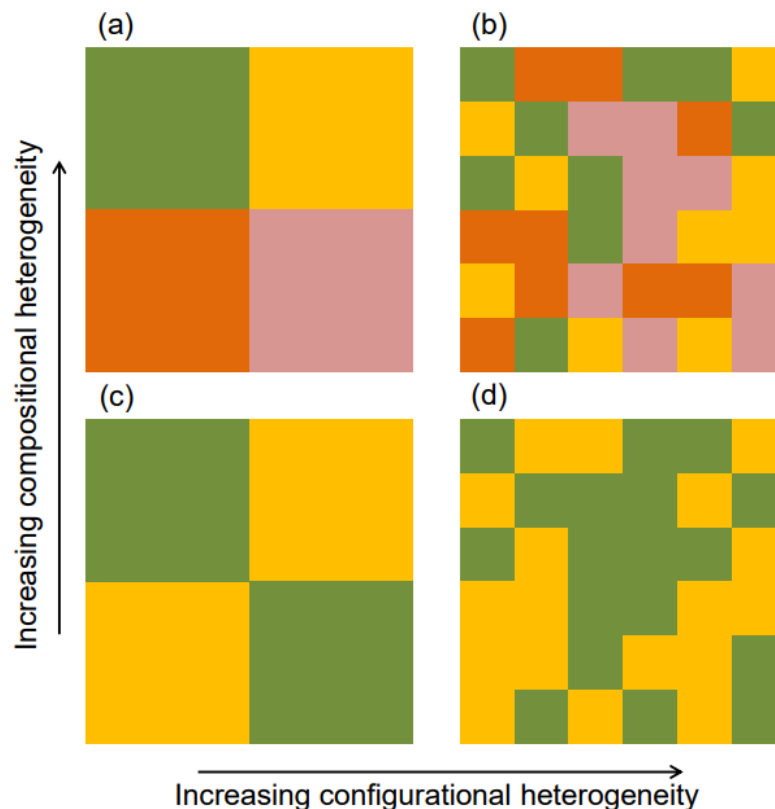 (a)
(b)
Increasing compositional heterogeneity
(c)
(d)
Increasing configurational heterogeneity